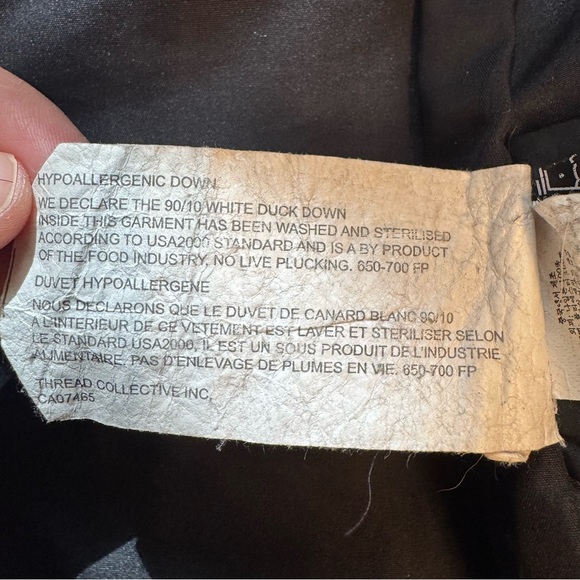 HYPOALLERGENIC DOWN
WE DECLARE THE 90/10 WHITE DUCK DOWN
INSIDE THIS GARMENT HAS BEEN WASHED AND STERILISED
ACCORDING TO USA2000 STANDARD AND IS A BY PRODUCT
OF THE FOOD INDUSTRY. NO LIVE PLUCKING. 650-700 FP
DUVET HYPOALLERGENE
NOUS DECLARONS QUE LE DUVET DE CANARD BLANC 90/10
A L'INTERIEUR DE CE VETEMENT EST LAVER ET STERILISER SELON
LE STANDARD USA2000, IL EST UN SOUS PRODUIT DE L'INDUSTRIE
ALIMENTAIRE. PAS D'ENLEVAGE DE PLUMES EN VIE. 650-700 FP
THREAD COLLECTIVE INC.
CA07465